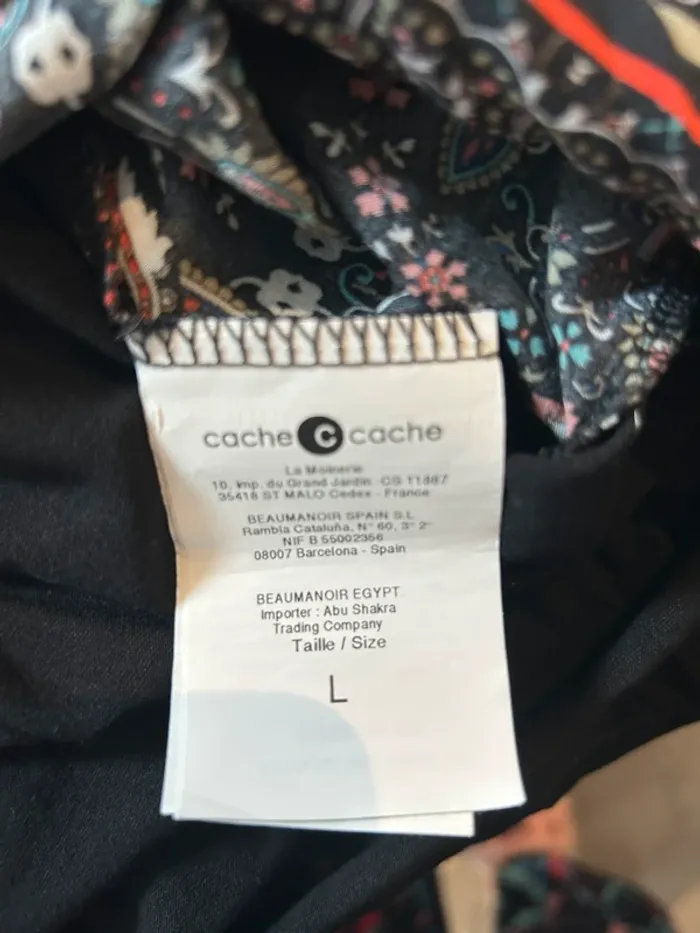 cache c cache
La Moinerie
10, imp. du Grand Jardin -CS 11887
35418 ST MALO Cedex - France
BEAUMANOIR SPAIN S.L
Rambla Cataluña, N° 60, 3° 2ª
NIF B 55002356
08007 Barcelona - Spain
BEAUMANOIR EGYPT
Importer : Abu Shakra
Trading Company
Taille / Size
L